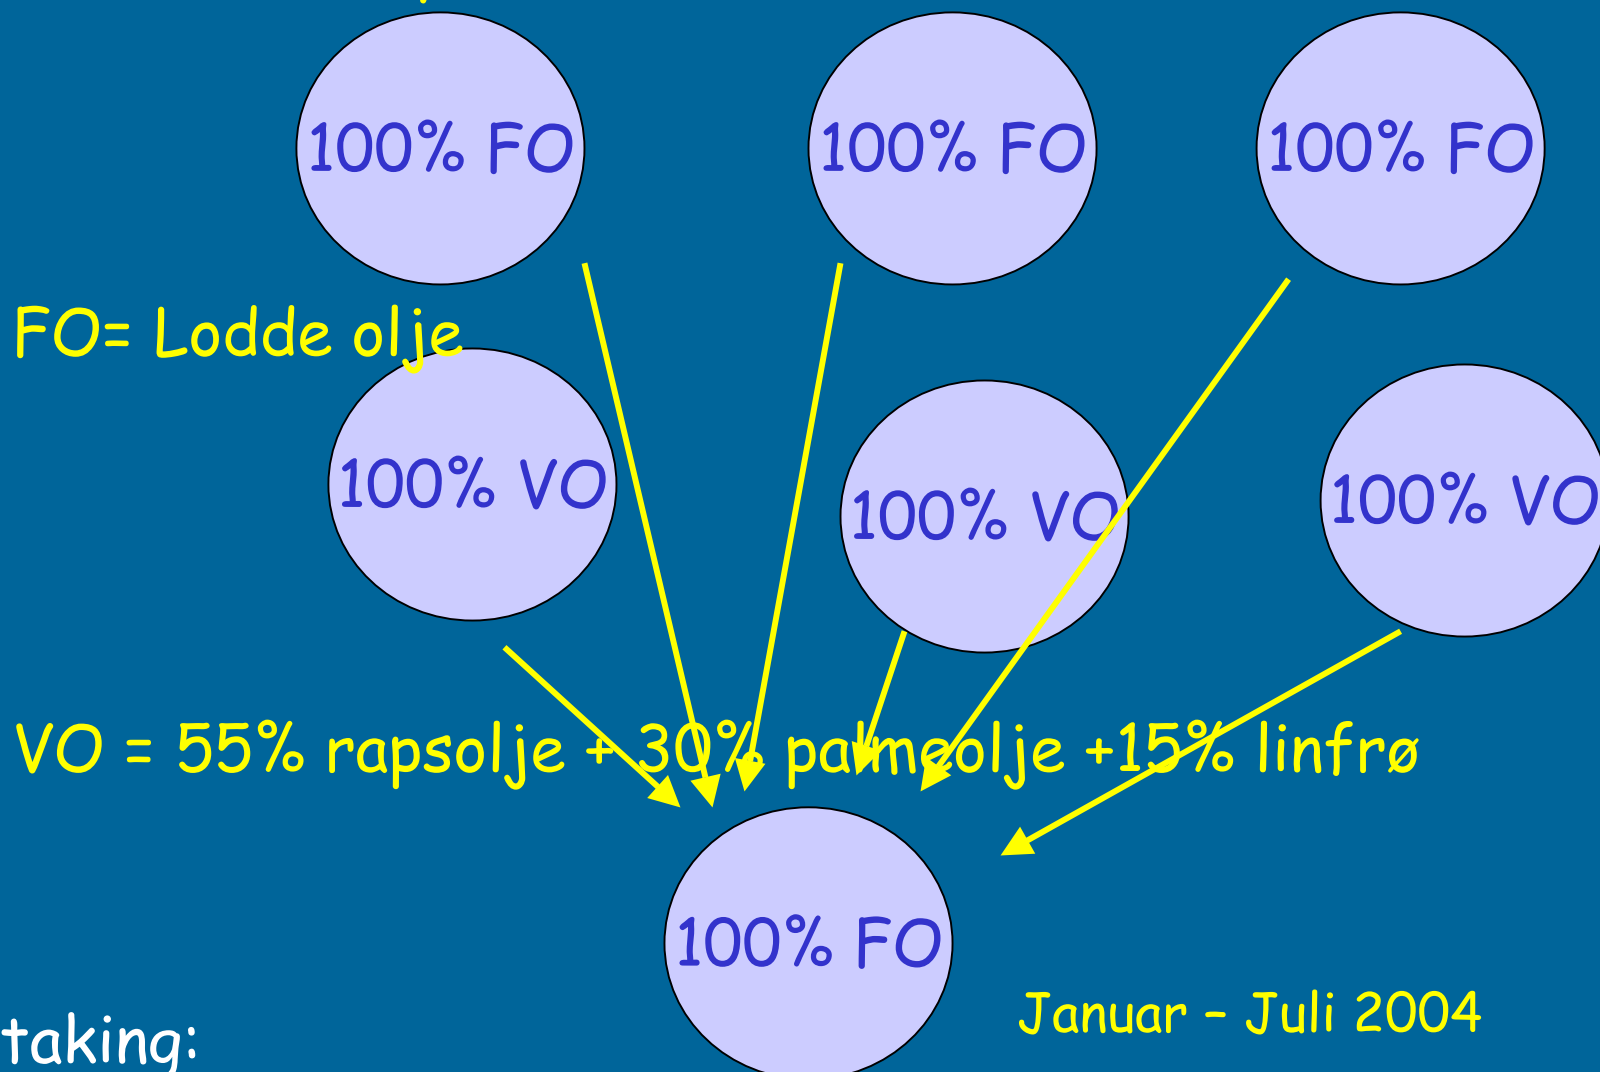 100% FO 100% FO 100% FO
FO= Lodde olje
100% VO 100% VO 100% VO
VO = 55% rapsolje + 30% palmeolje +15% linfrø
100% FO
Januar – Juli 2004
taking: